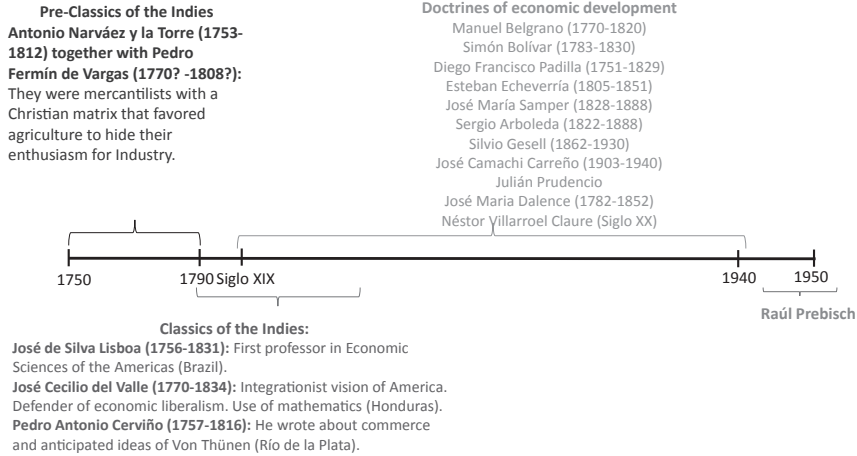 Pre-Classics of the Indies
Antonio Narváez y la Torre (1753-
1812) together with Pedro
Fermín de Vargas (1770? -1808?):
They were mercantilists with a
Christian matrix that favored
agriculture to hide their
enthusiasm for Industry.
Doctrines of economic development
Manuel Belgrano (1770-1820)
Simón Bolívar (1783-1830)
Diego Francisco Padilla (1751-1829)
Esteban Echeverría (1805-1851)
José María Samper (1828-1888)
Sergio Arboleda (1822-1888)
Silvio Gesell (1862-1930)
José Camachi Carreño (1903-1940)
Julián Prudencio
José Maria Dalence (1782-1852)
Néstor Villarroel Claure (Siglo XX)
1750
1790
Siglo XIX
1940
1950
Raúl Prebisch
Classics of the Indies:
José de Silva Lisboa (1756-1831): First professor in Economic
Sciences of the Americas (Brazil).
José Cecilio del Valle (1770-1834): Integrationist vision of America.
Defender of economic liberalism. Use of mathematics (Honduras).
Pedro Antonio Cerviño (1757-1816): He wrote about commerce
and anticipated ideas of Von Thünen (Río de la Plata).